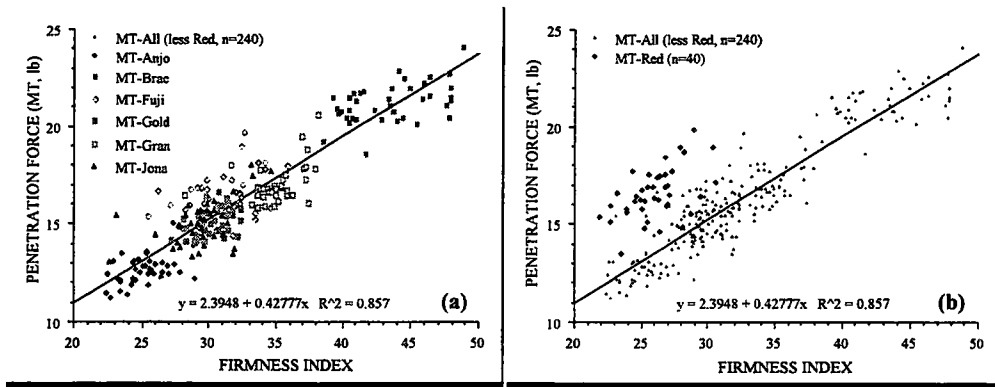 25
20
15
10
PENETRATION FORCE (MT, lb)
MT-All (less Red, n=240)
MT-Anjo
MT-Brae
MT-Fuji
MT-Gold
MT-Gran
MT-Jona
y = 2.3948 + 0.42777x R^2 = 0.857
(a)
20 25 30 35 40 45 50
FIRMNESS INDEX
25
20
15
10
PENETRATION FORCE (MT, lb)
MT-All (less Red, n=240)
MT-Red (n=40)
y = 2.3948 + 0.42777x R^2 = 0.857
(b)
20 25 30 35 40 45 50
FIRMNESS INDEX